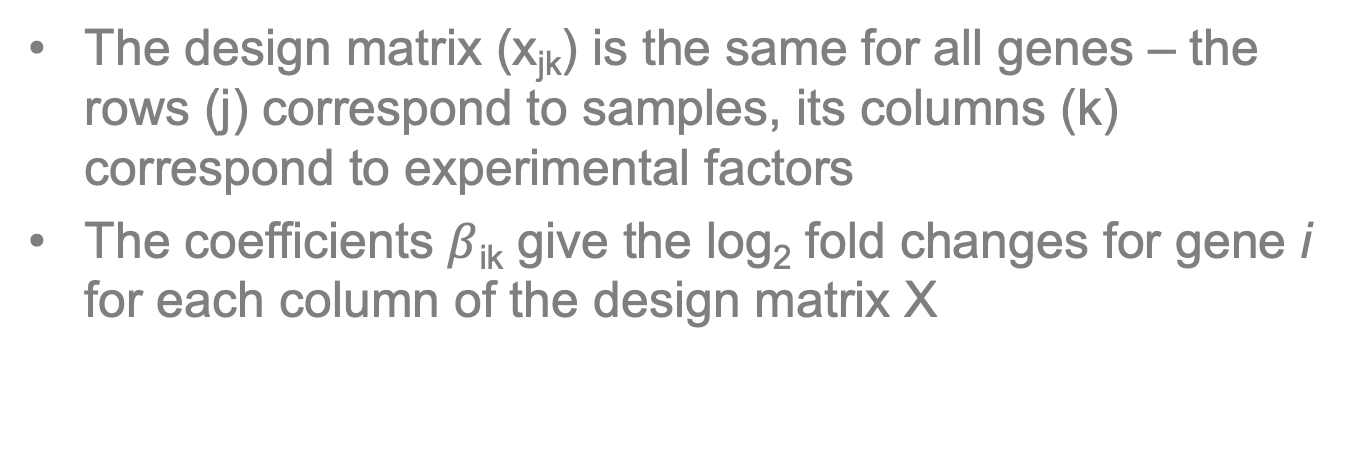 • The design matrix (xjk) is the same for all genes – the
rows (j) correspond to samples, its columns (k)
correspond to experimental factors
• The coefficients βik give the log2 fold changes for gene i
for each column of the design matrix X